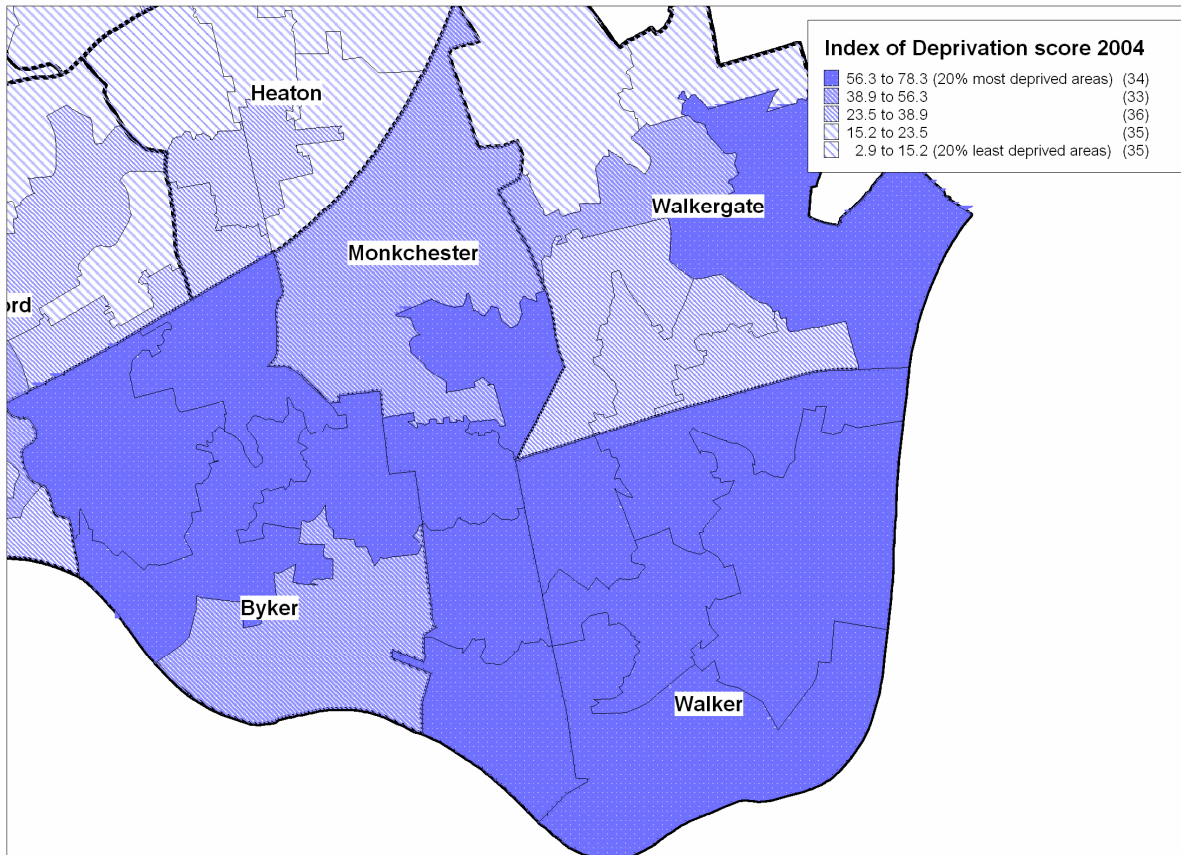 Index of Deprivation score 2004
56.3 to 78.3 (20% most deprived areas) (34)
38.9 to 56.3 (33)
23.5 to 38.9 (36)
15.2 to 23.5 (35)
2.9 to 15.2 (20% least deprived areas) (35)
Heaton
Walkergate
Monkchester
ord
Byker
Walker